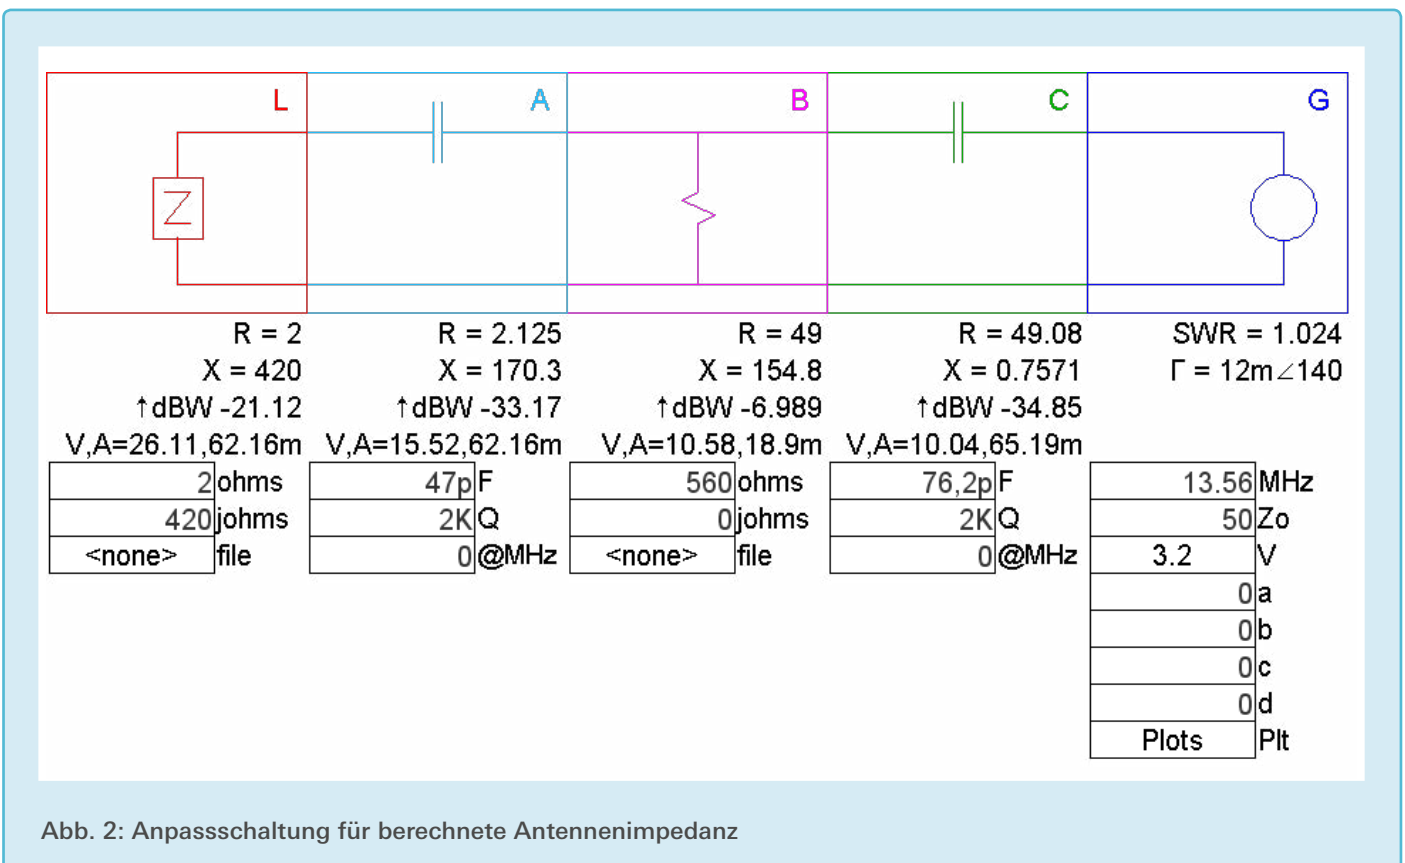 L A B C G
Z
R = 2 R = 2.125 R = 49 R = 49.08 SWR = 1.024
X = 420 X = 170.3 X = 154.8 X = 0.7571 Γ = 12m∠140
↑dBW -21.12 ↑dBW -33.17 ↑dBW -6.989 ↑dBW -34.85
V,A=26.11,62.16m V,A=15.52,62.16m V,A=10.58,18.9m V,A=10.04,65.19m
2 ohms 47p F 560 ohms 76,2p F 13.56 MHz
420 johms 2K Q 0 johms 2K Q 50 Zo
<none> file 0 @MHz <none> file 0 @MHz 3.2 V
0 a
0 b
0 c
0 d
Plots Plt
Abb. 2: Anpassschaltung für berechnete Antennenimpedanz